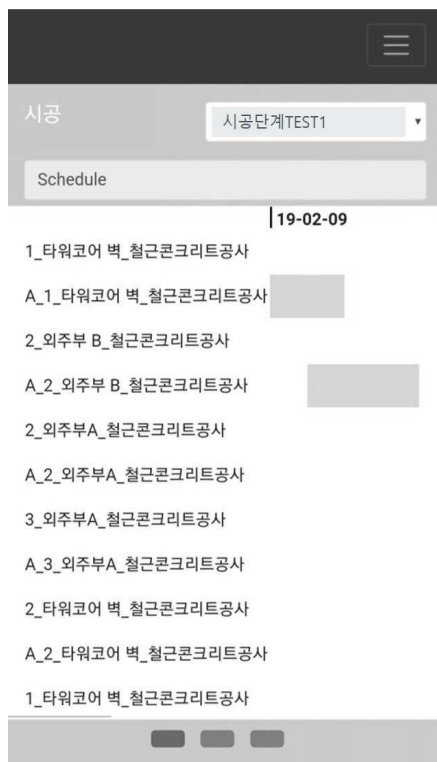 시공
시공단계TEST1
Schedule
19-02-09
1_타워코어 벽_철근콘크리트공사
A_1_타워코어 벽_철근콘크리트공사
2_외주부 B_철근콘크리트공사
A_2_외주부 B_철근콘크리트공사
2_외주부A_철근콘크리트공사
A_2_외주부A_철근콘크리트공사
3_외주부A_철근콘크리트공사
A_3_외주부A_철근콘크리트공사
2_타워코어 벽_철근콘크리트공사
A_2_타워코어 벽_철근콘크리트공사
1_타워코어 벽_철근콘크리트공사